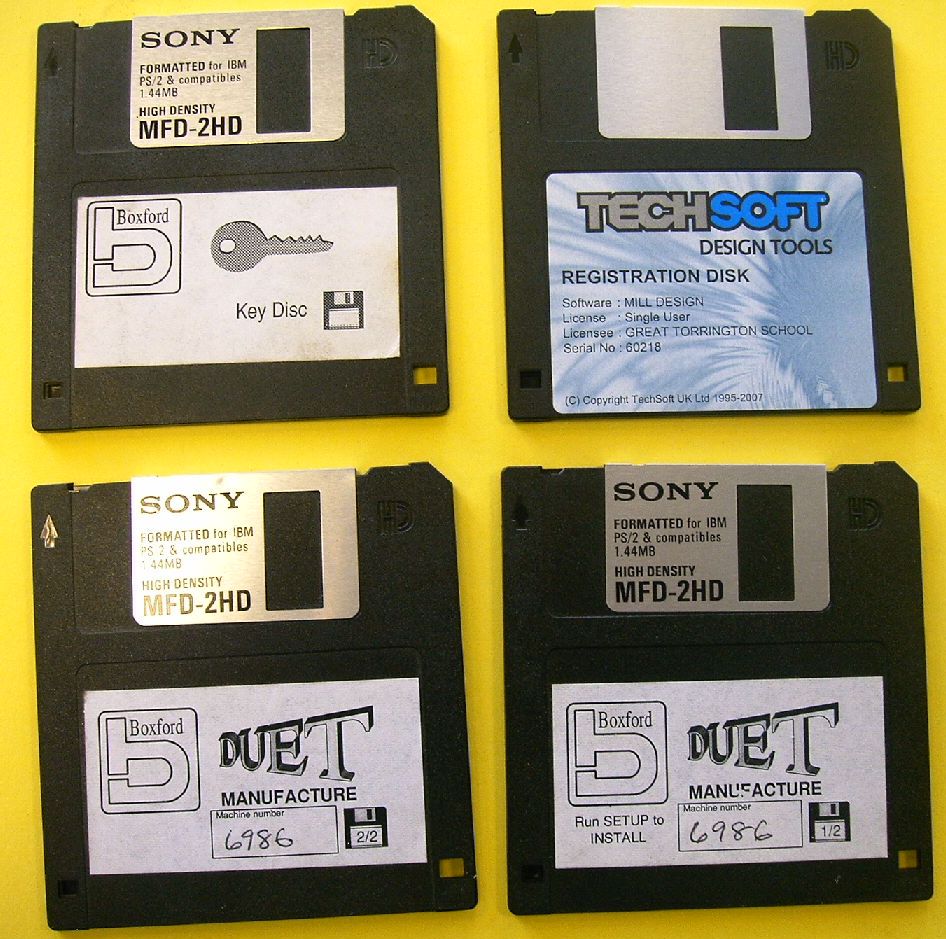 SONY
FORMATTED for IBM
PS/2 & compatibles
1.44MB
HIGH DENSITY
MFD-2HD
HD
Boxford
Key Disc
HD
TECHSOFT
DESIGN TOOLS
REGISTRATION DISK
Software : MILL DESIGN
License : Single User
Licensee : GREAT TORRINGTON SCHOOL
Serial No : 60218
(C) Copyright TechSoft UK Ltd 1995-2007
SONY
FORMATTED for IBM
PS/2 & compatibles
1.44MB
HIGH DENSITY
MFD-2HD
HD
Boxford
DUET
MANUFACTURE
Machine number
6986
2/2
SONY
FORMATTED for IBM
PS/2 & compatibles
1.44MB
HIGH DENSITY
MFD-2HD
HD
Boxford
DUET
MANUFACTURE
Run SETUP to
INSTALL
Machine number
6986
1/2